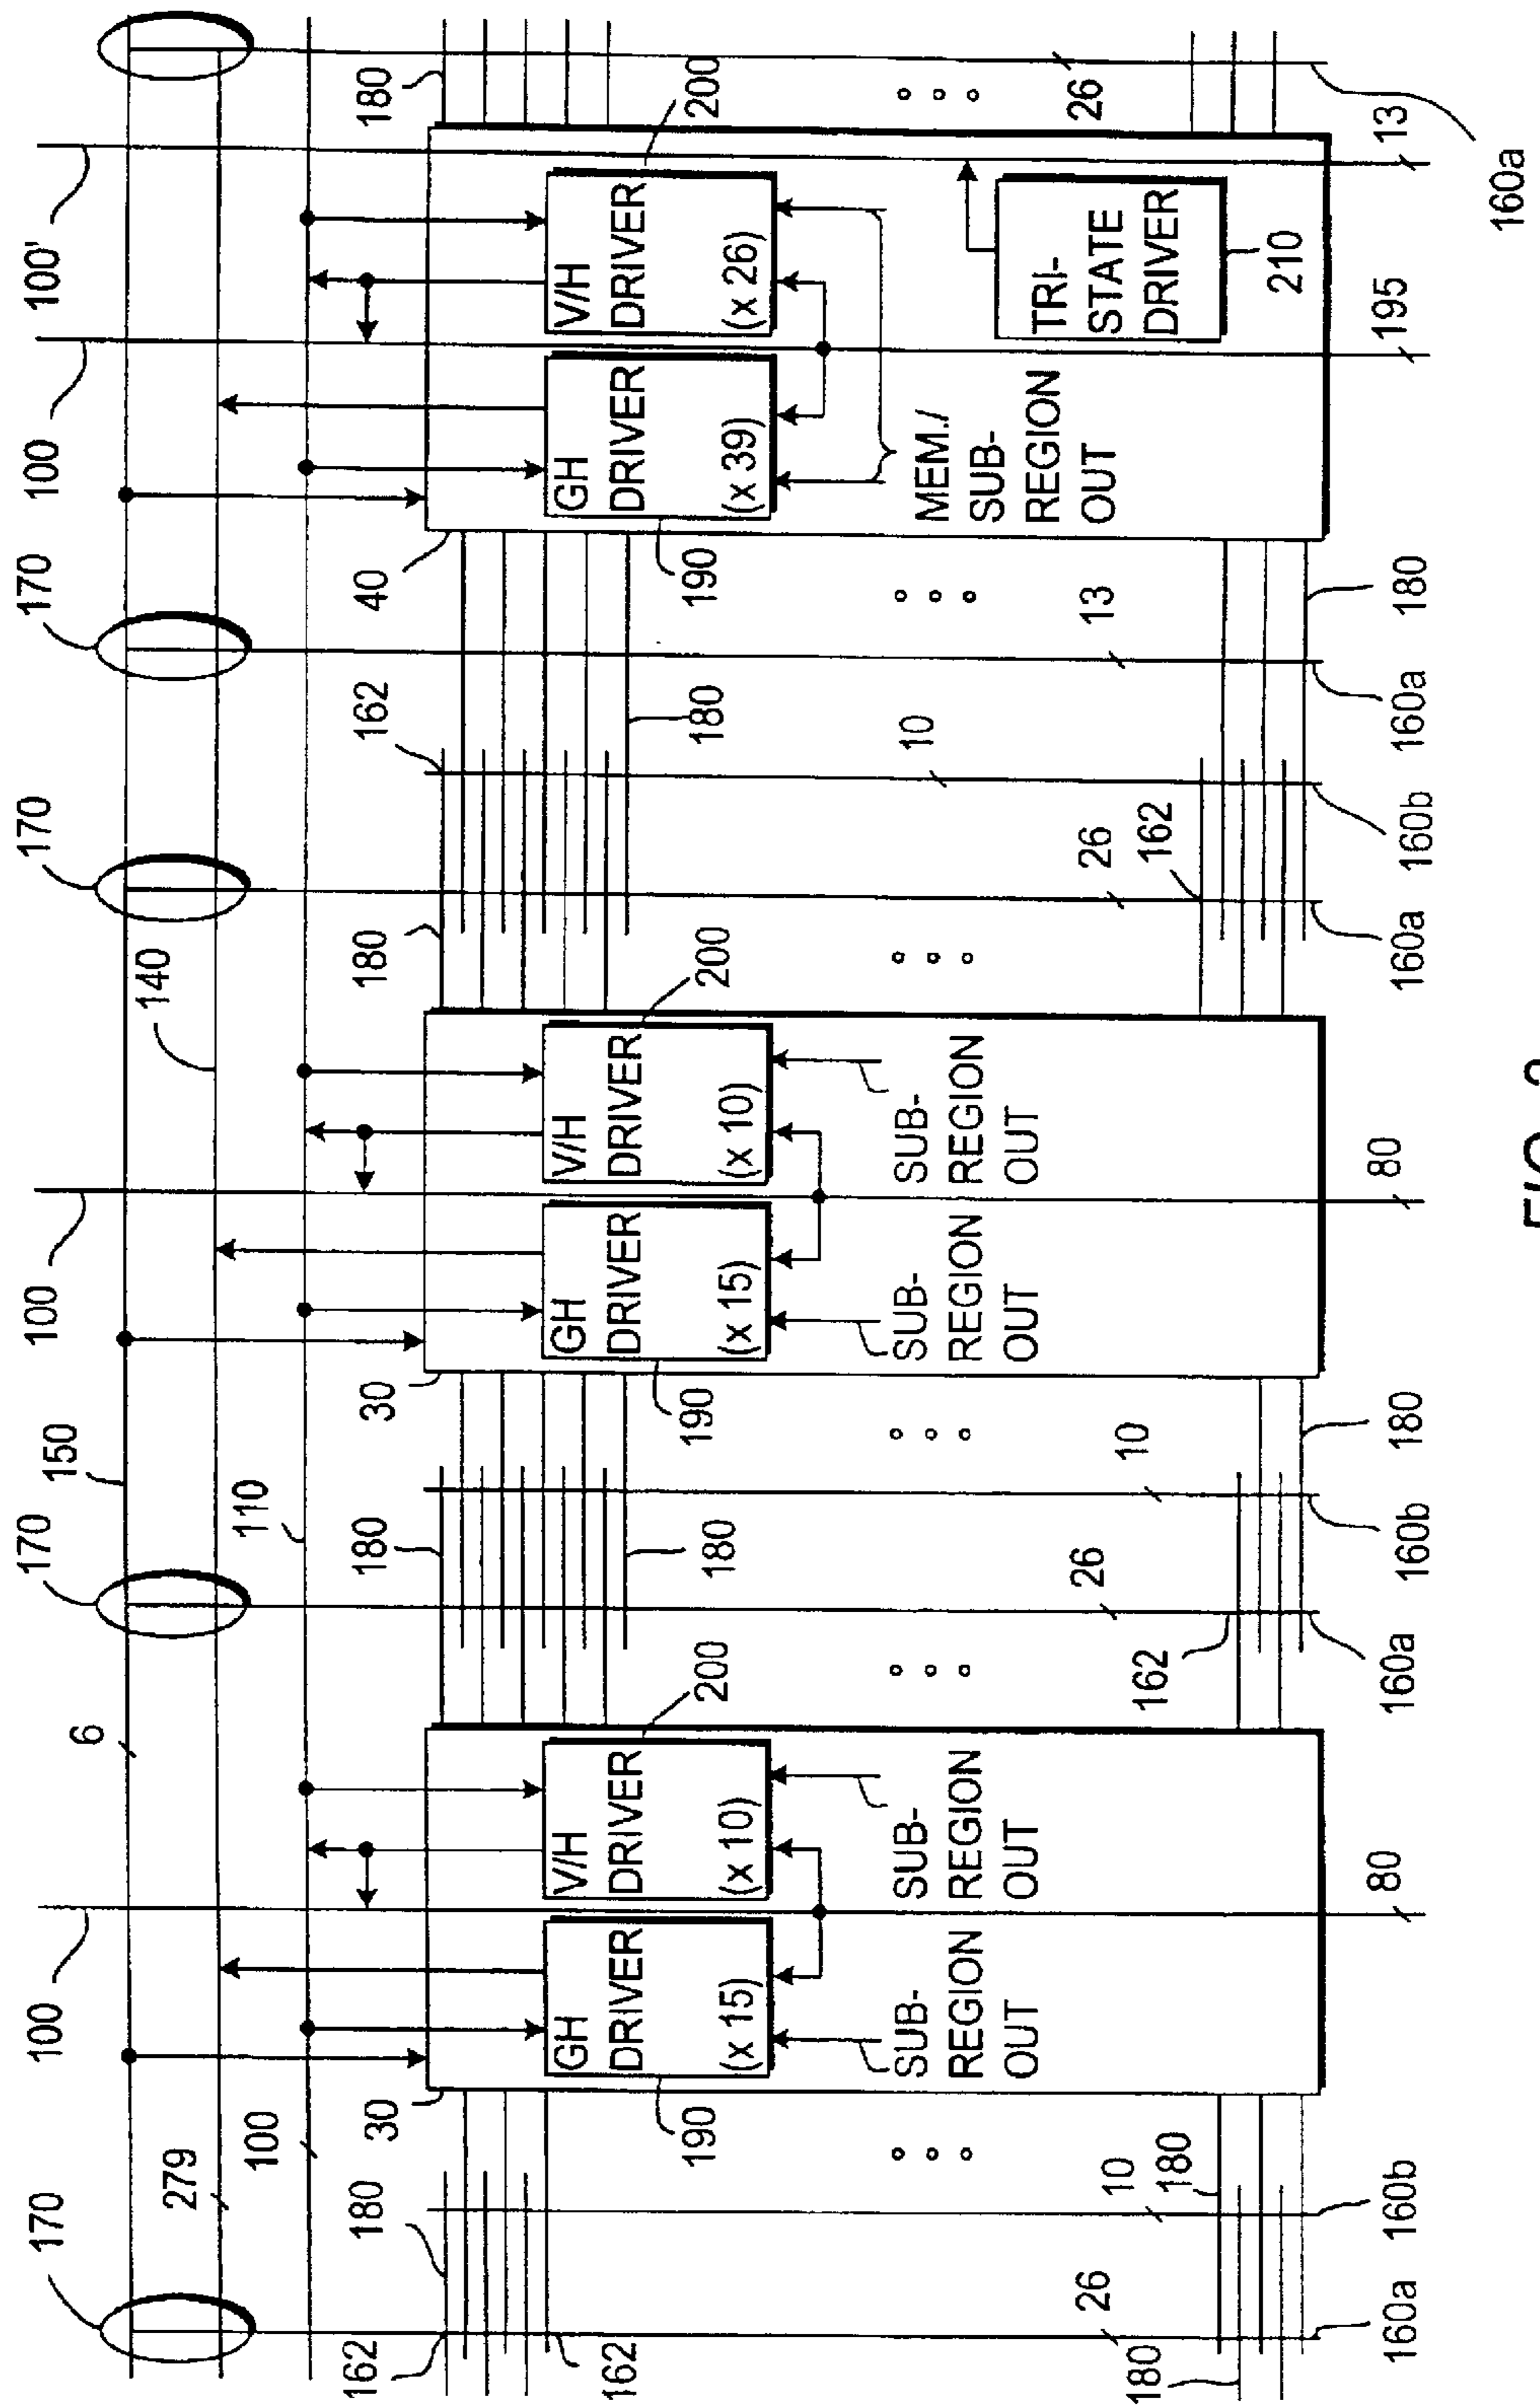 170 100 170 100 170 170 100 100'
6 150
140
279
100 110
162 180 30 180 30 180 162 40 180
GH
DRIVER
(x 15)
V/H
DRIVER
(x 10)
GH
DRIVER
(x 15)
V/H
DRIVER
(x 10)
GH
DRIVER
(x 39)
V/H
DRIVER
(x 26)
162 190 200 180 190 200 180 190 200
SUB-
REGION
OUT
SUB-
REGION
OUT
SUB-
REGION
OUT
SUB-
REGION
OUT
MEM./
SUB-
REGION
OUT
TRI-
STATE
DRIVER
210
10
10
26 10 26 10 26 13 26
180 180 162 162
160a 160b 80 160a 160b 180 80 160a 160b 160a 180 195 13
160a
FIG.